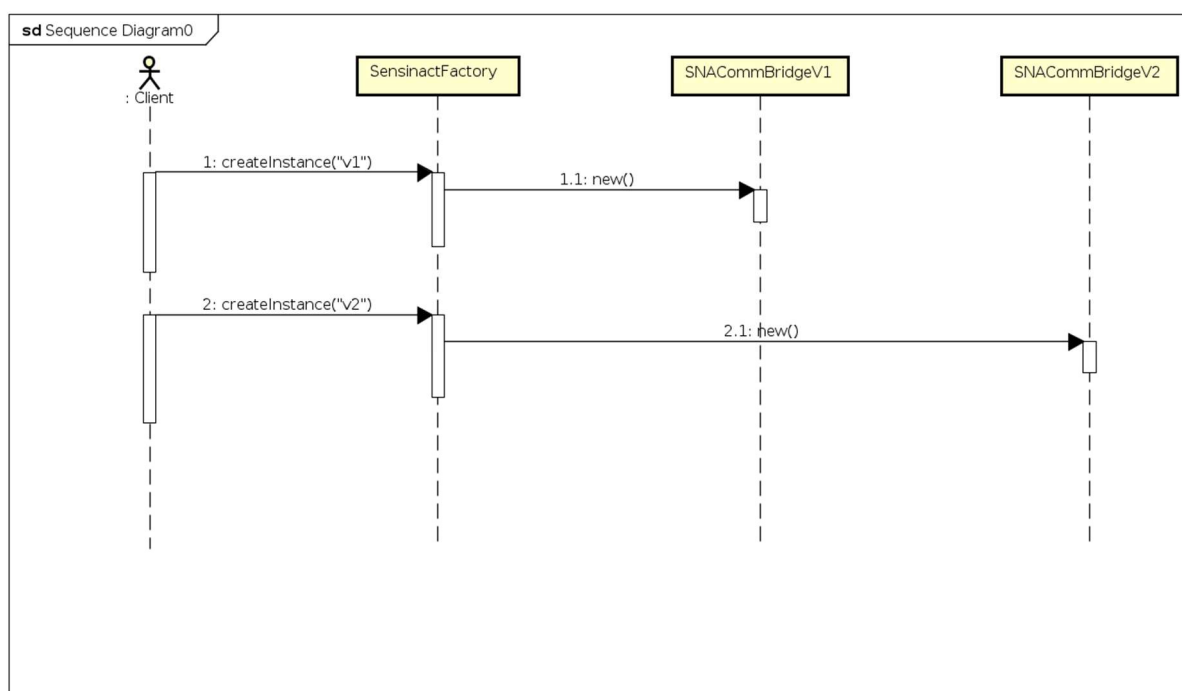 sd Sequence Diagram0
SensinactFactory
SNACommBridgeV1
SNACommBridgeV2
: Client
1: createInstance("v1")
1.1: new()
2: createInstance("v2")
2.1: new()